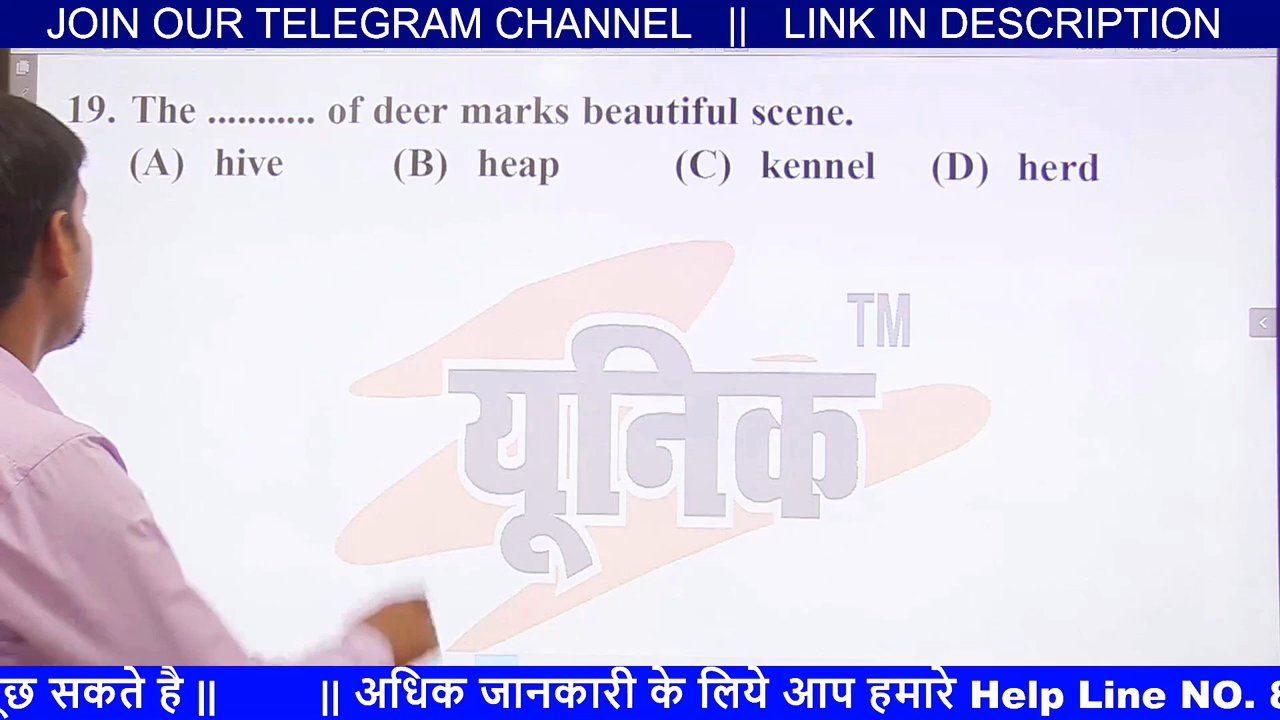 JOIN OUR TELEGRAM CHANNEL || LINK IN DESCRIPTION
19. The ........... of deer marks beautiful scene.
(A) hive (B) heap (C) kennel (D) herd
TM
यूनिक
सकते है || || अधिक जानकारी के लिये आप हमारे Help Line NO.